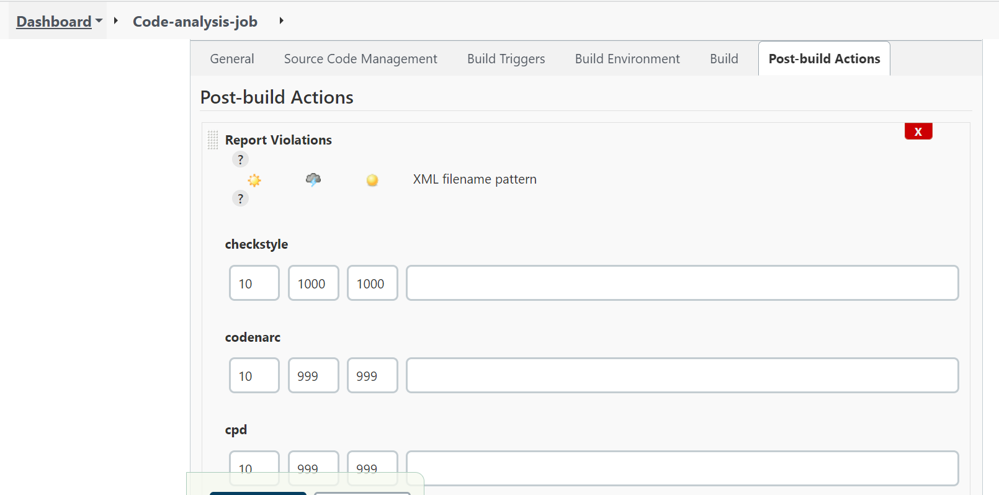 Dashboard Code-analysis-job
General Source Code Management Build Triggers Build Environment Build Post-build Actions
Post-build Actions
X
Report Violations
?
XML filename pattern
?
checkstyle
10 1000 1000
codenarc
10 999 999
cpd
10 999 999